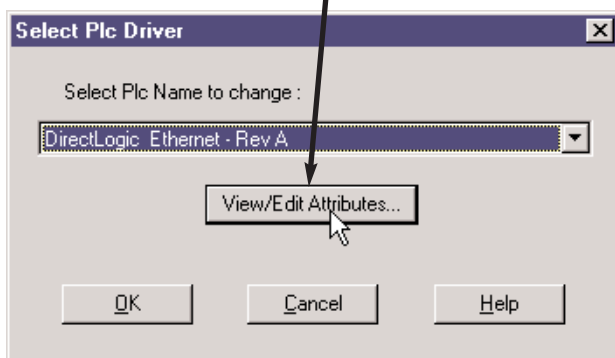 Select Plc Driver
Select Plc Name to change :
DirectLogic Ethernet - Rev A
View/Edit Attributes...
OK
Cancel
Help